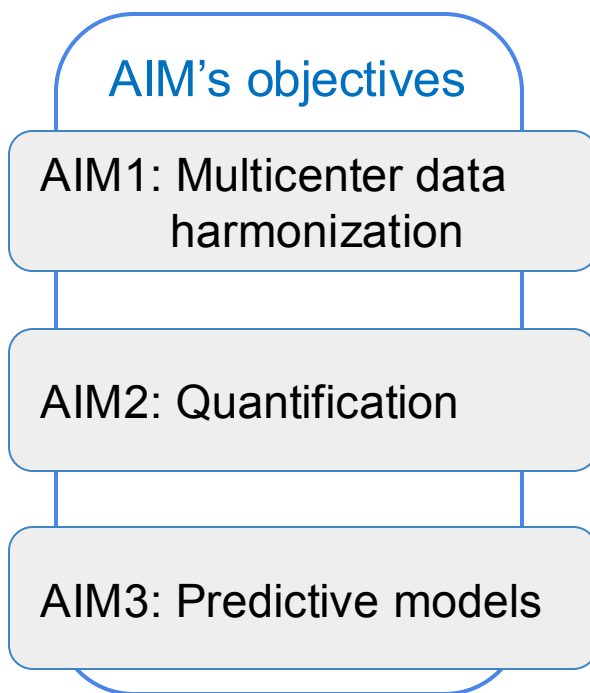 AIM's objectives
AIM1: Multicenter data
harmonization
AIM2: Quantification
AIM3: Predictive models